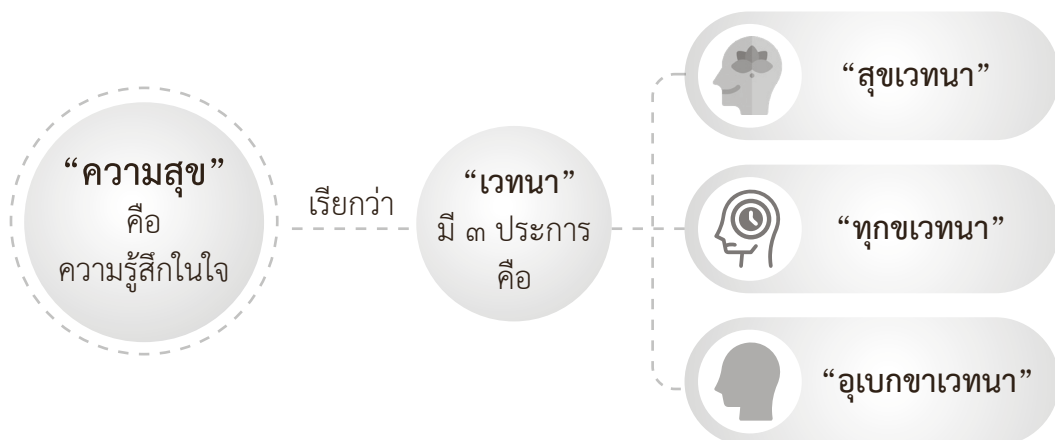 “ความสุข”
คือ
ความรู้สึกในใจ
เรียกว่า
“เวทนา”
มี ๓ ประการ
คือ
“สุขเวทนา”
“ทุกขเวทนา”
“อุเบกขาเวทนา”